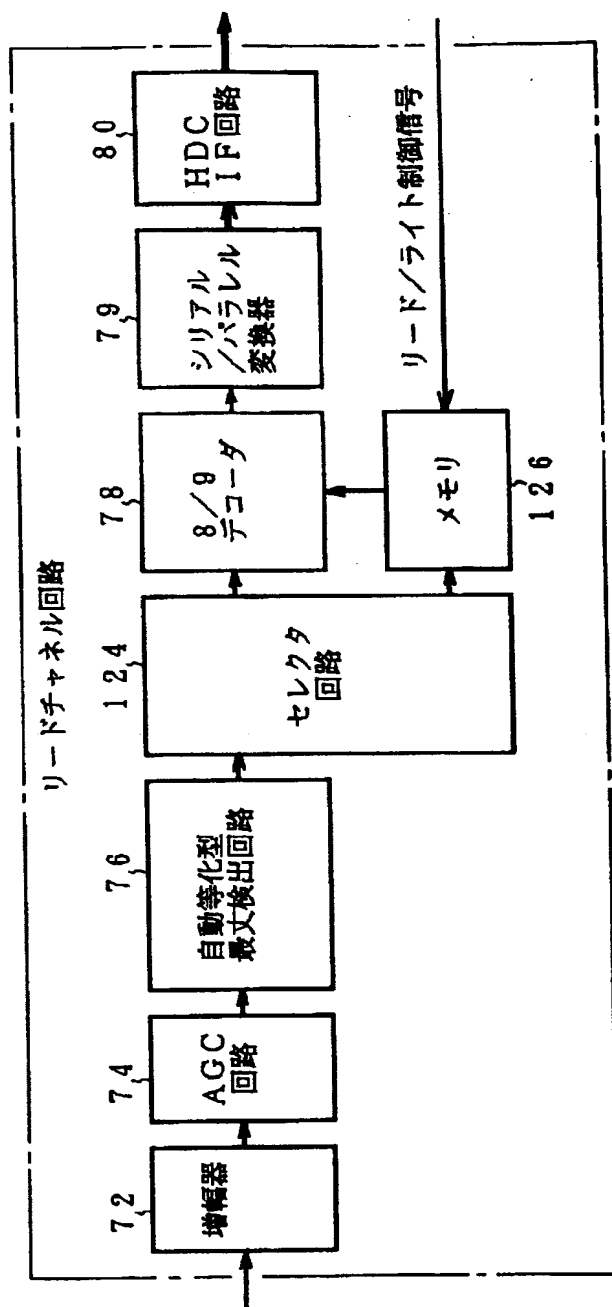 リードチャネル回路
72
増幅器
74
AGC
回路
76
自動等化型
最丈検出回路
124
セレクタ
回路
78
8/9
デコーダ
79
シリアル
/パラレル
変換器
80
HDC
IF回路
メモリ
126
リード/ライト制御信号